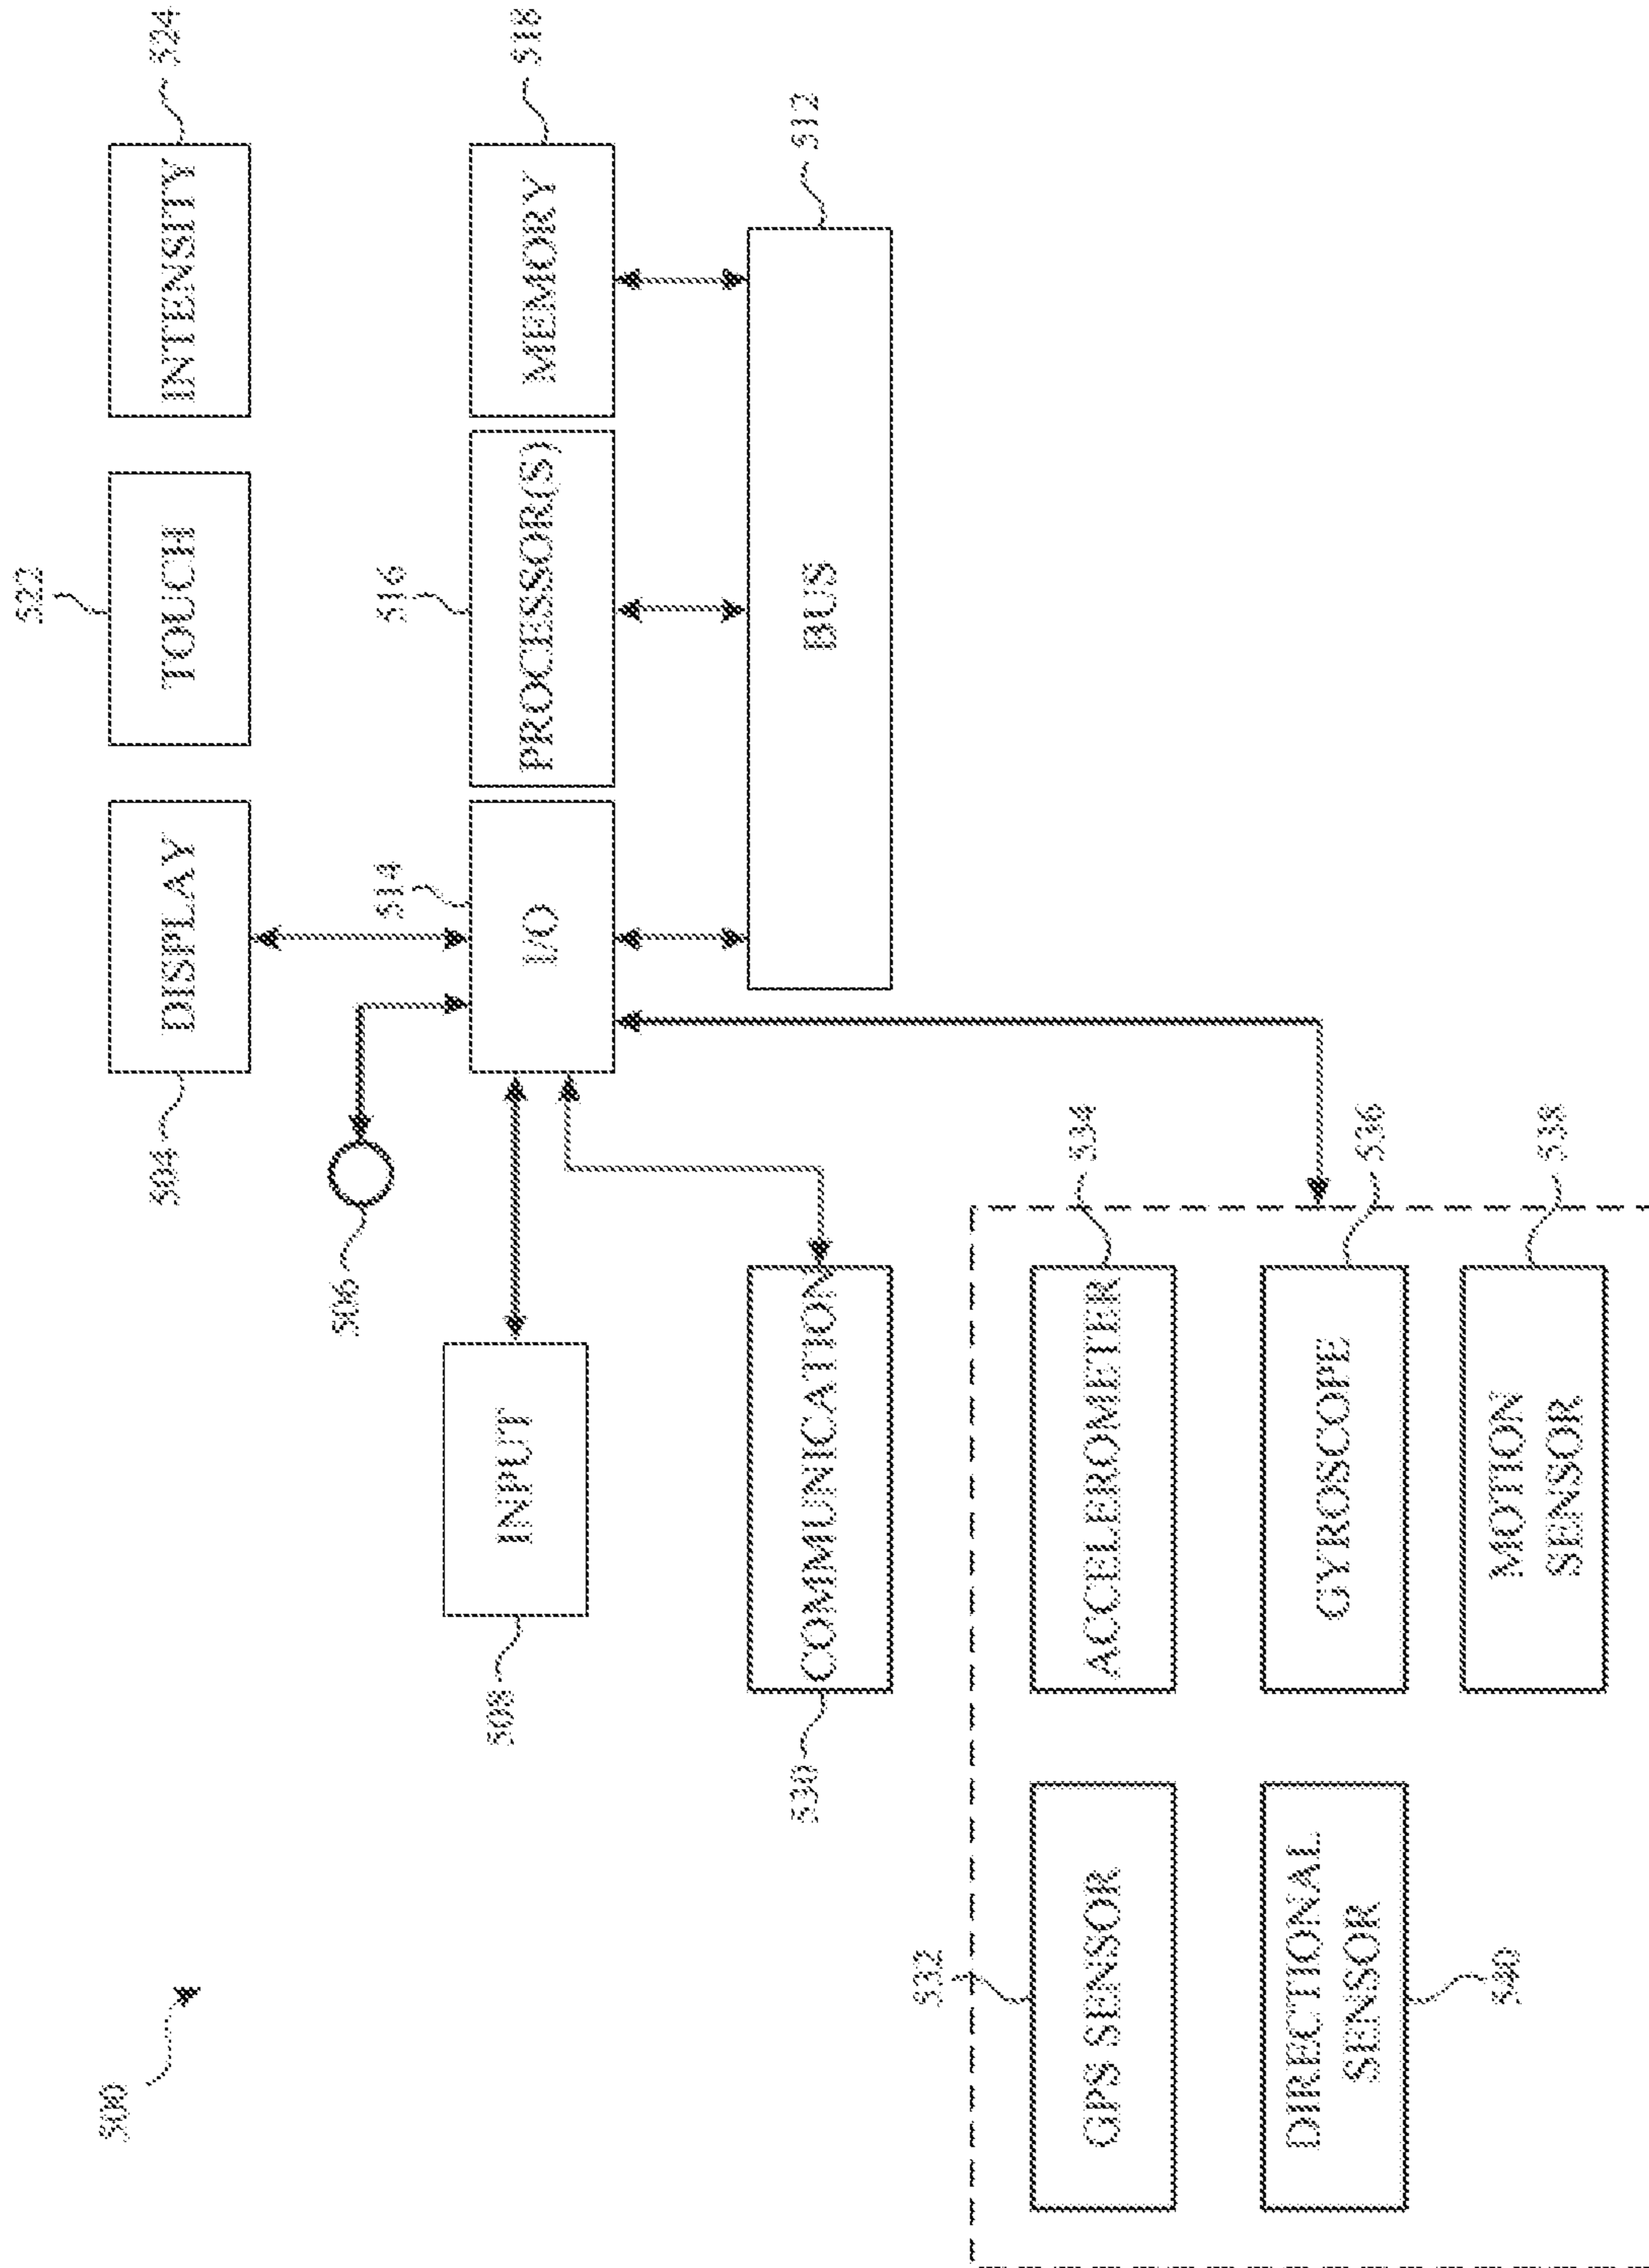 500
504
DISPLAY
522
TOUCH
524
INTENSITY
506
508
INPUT
514
I/O
516
PROCESSOR(S)
518
MEMORY
530
COMMUNICATION
512
BUS
532
GPS SENSOR
534
ACCELEROMETER
540
DIRECTIONAL
SENSOR
536
GYROSCOPE
538
MOTION
SENSOR